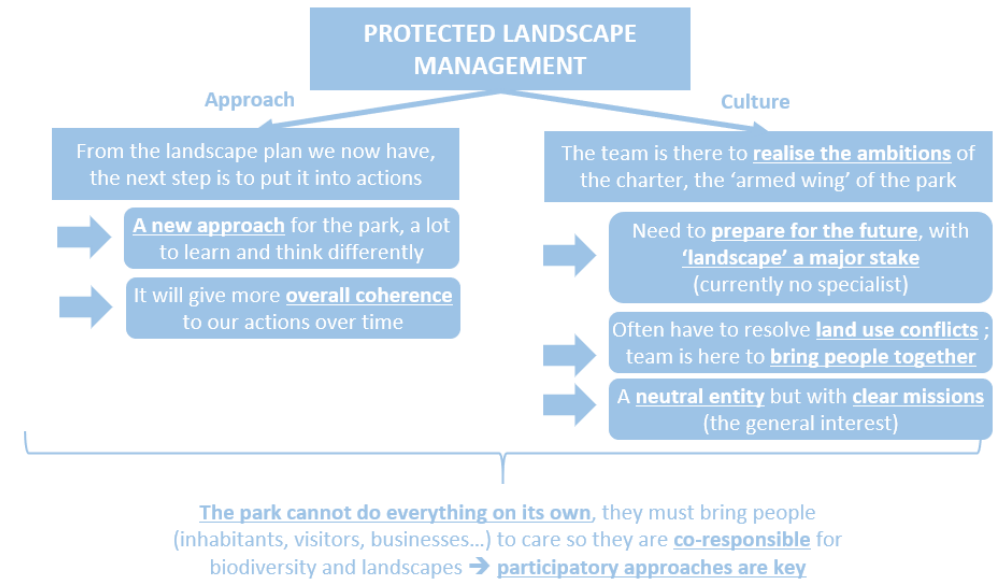 PROTECTED LANDSCAPE
MANAGEMENT
Approach
Culture
From the landscape plan we now have,
the next step is to put it into actions
A new approach for the park, a lot
to learn and think differently
It will give more overall coherence
to our actions over time
The team is there to realise the ambitions of
the charter, the ‘armed wing’ of the park
Need to prepare for the future, with
‘landscape’ a major stake
(currently no specialist)
Often have to resolve land use conflicts ;
team is here to bring people together
A neutral entity but with clear missions
(the general interest)
The park cannot do everything on its own, they must bring people
(inhabitants, visitors, businesses…) to care so they are co-responsible for
biodiversity and landscapes ➔ participatory approaches are key